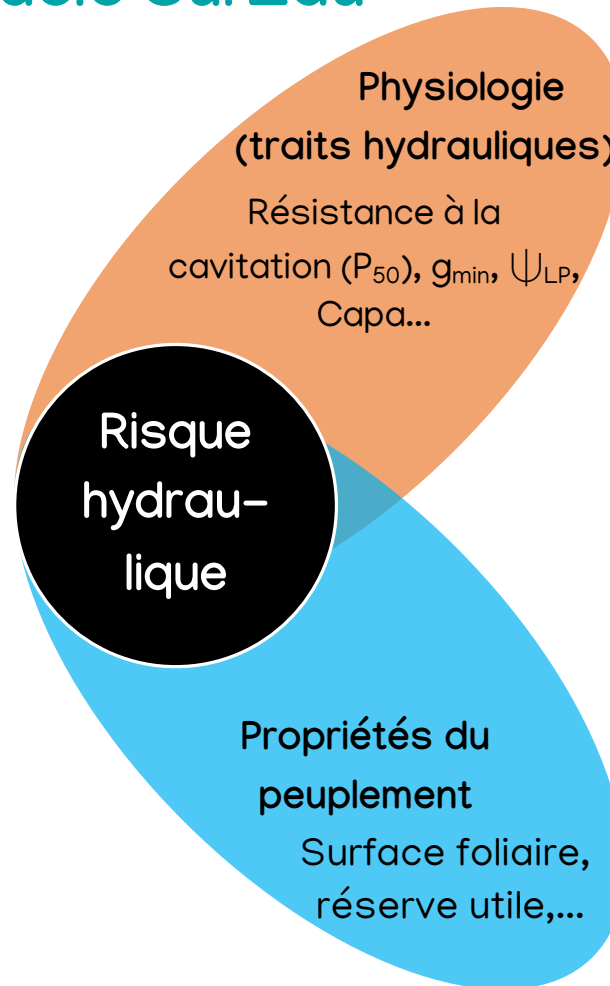 SurEau
Physiologie
(traits hydrauliques)
Résistance à la
cavitation (P₅₀), gₘᵢₙ, ΨLP,
Capa...
Risque
hydrau-
lique
Propriétés du
peuplement
Surface foliaire,
réserve utile,...